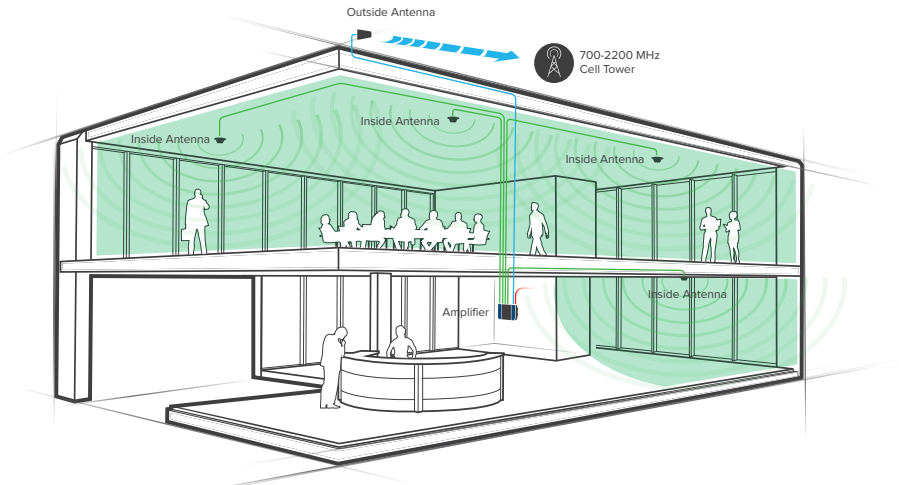 Outside Antenna
700-2200 MHz
Cell Tower
Inside Antenna
Inside Antenna
Inside Antenna
Inside Antenna
Amplifier